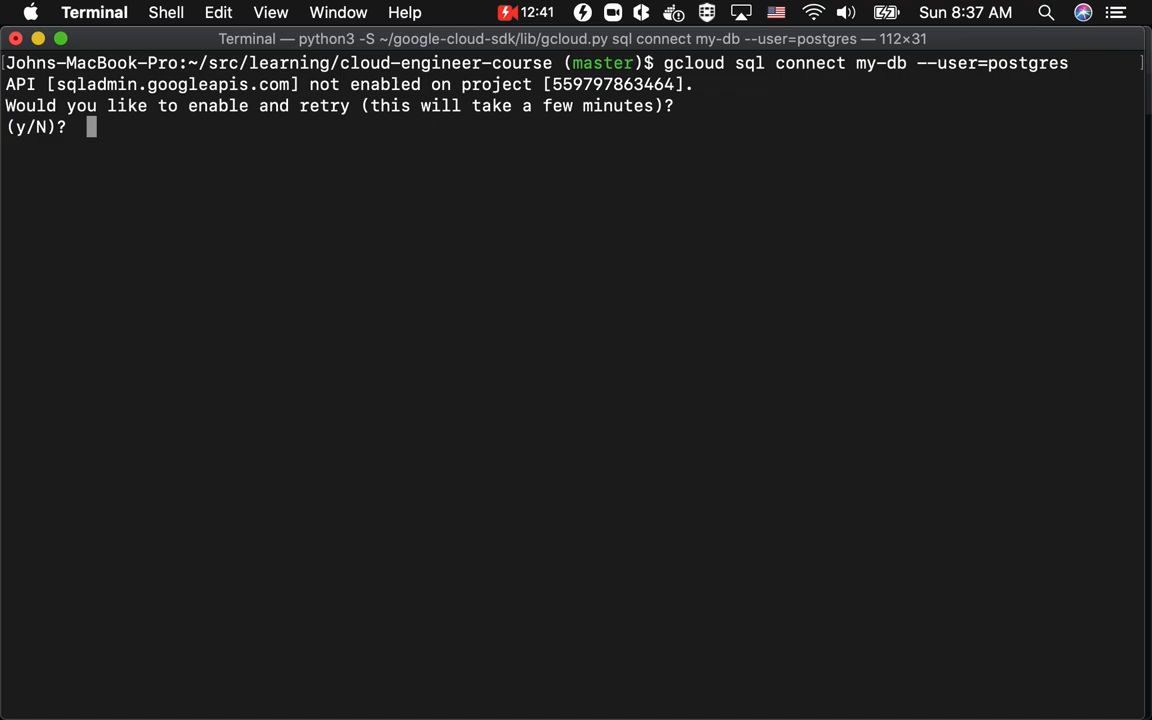 Terminal Shell Edit View Window Help 12:41 Sun 8:37 AM
Terminal — python3 -S ~/google-cloud-sdk/lib/gcloud.py sql connect my-db --user=postgres — 112×31
[Johns-MacBook-Pro:~/src/learning/cloud-engineer-course (master)$ gcloud sql connect my-db --user=postgres ]
API [sqladmin.googleapis.com] not enabled on project [559797863464].
Would you like to enable and retry (this will take a few minutes)?
(y/N)?